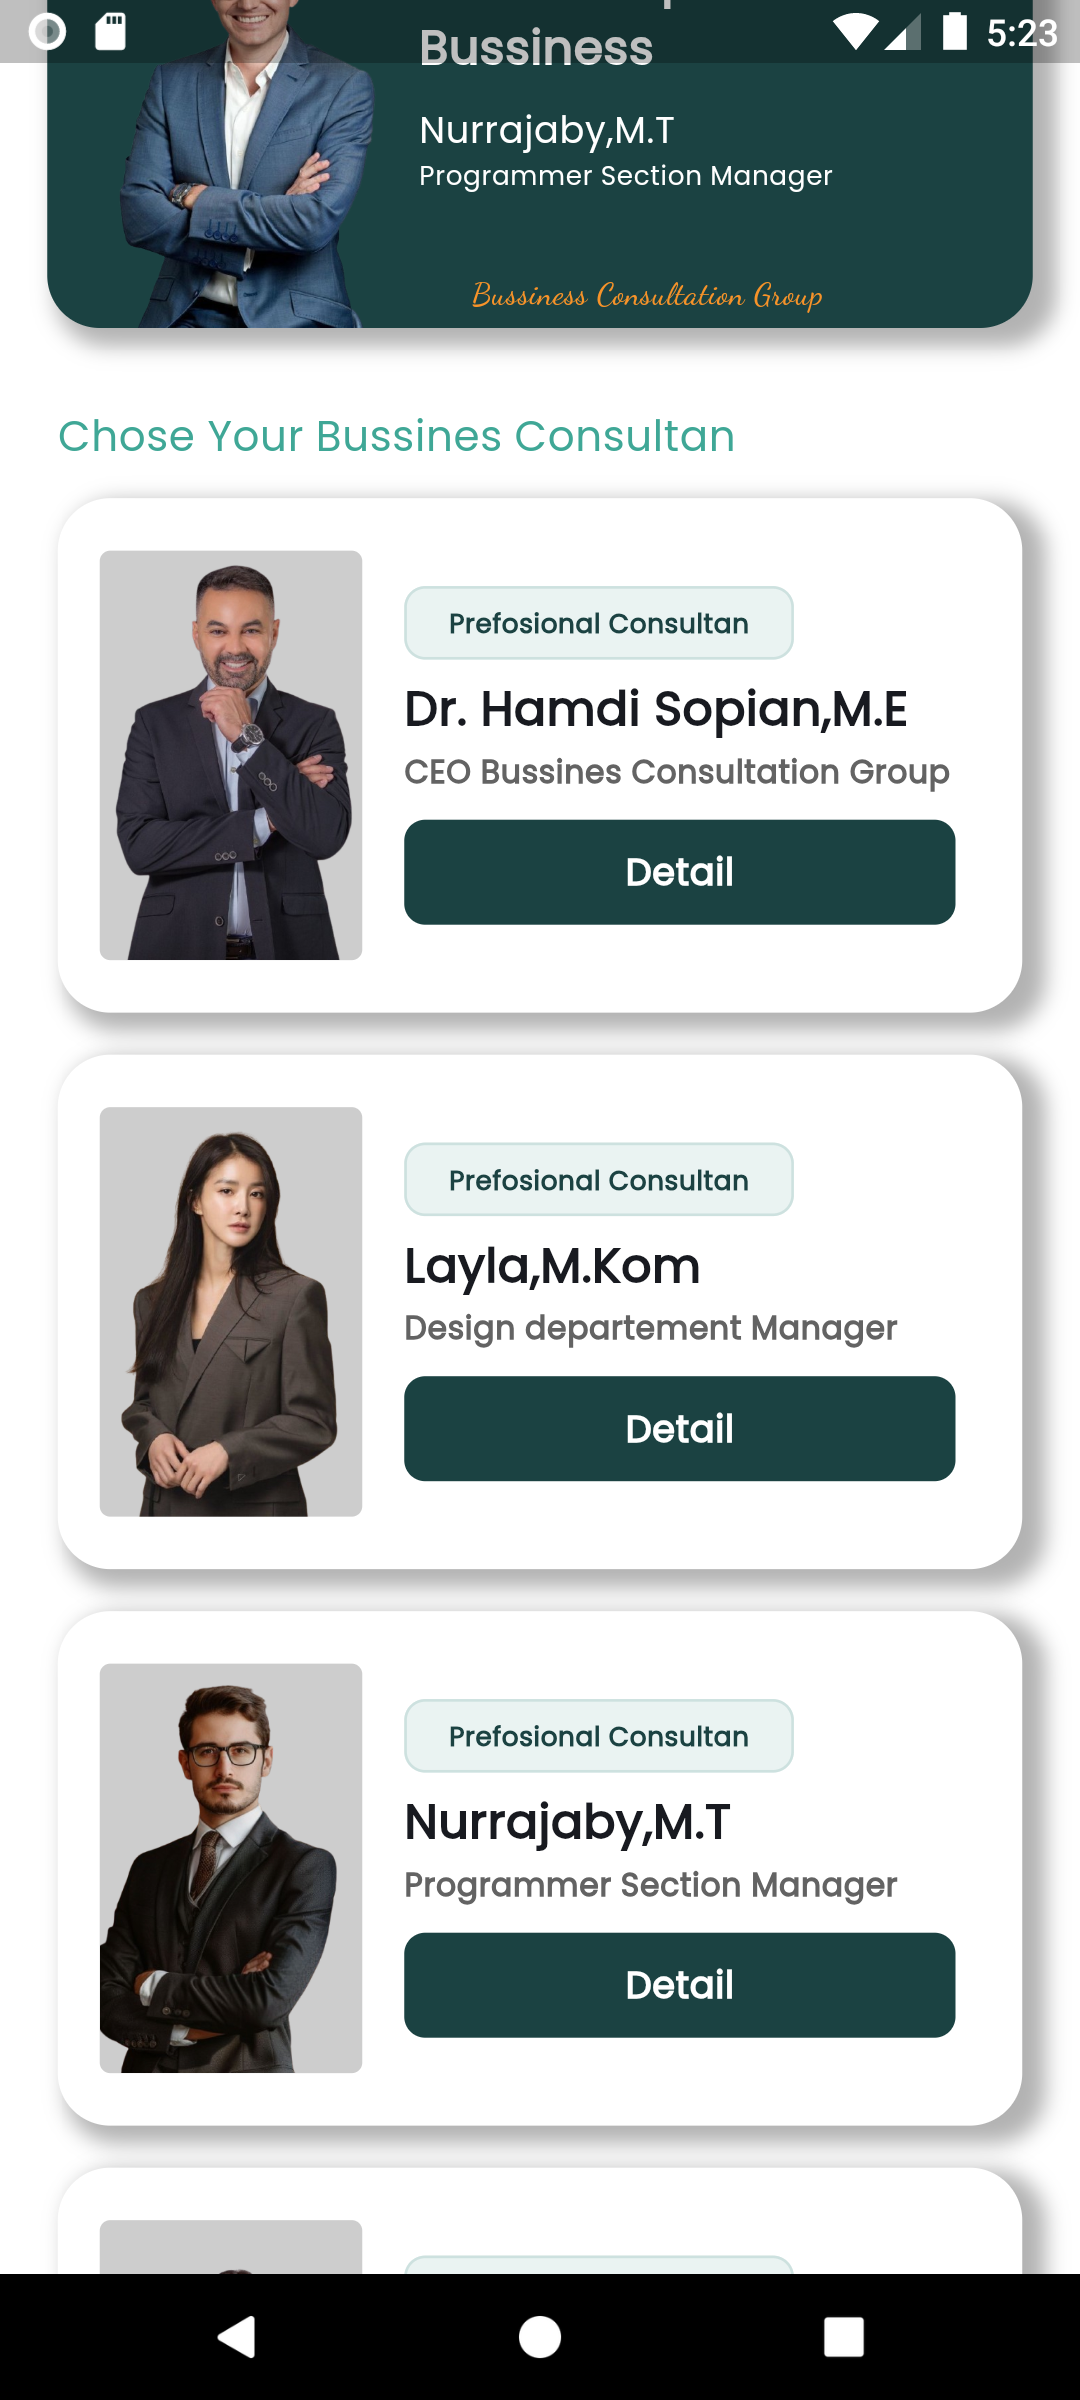 5:23
Bussiness
Nurrajaby,M.T
Programmer Section Manager
Bussiness Consultation Group
Chose Your Bussines Consultan
Prefosional Consultan
Dr. Hamdi Sopian,M.E
CEO Bussines Consultation Group
Detail
Prefosional Consultan
Layla,M.Kom
Design departement Manager
Detail
Prefosional Consultan
Nurrajaby,M.T
Programmer Section Manager
Detail